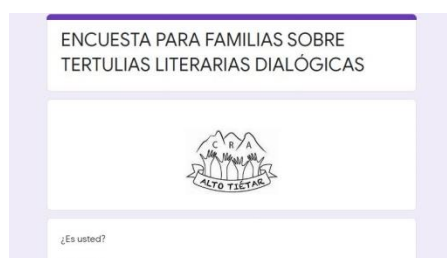 ENCUESTA PARA FAMILIAS SOBRE
TERTULIAS LITERARIAS DIALÓGICAS
C R A
ALTO TIÉTAR
¿Es usted?